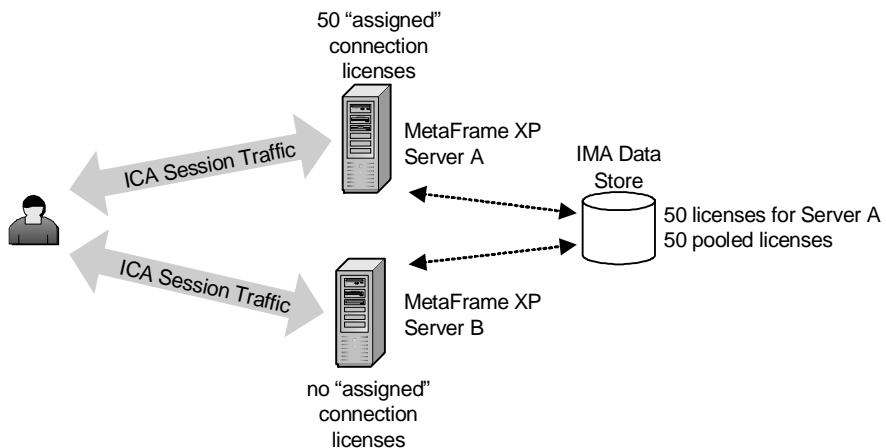 50 “assigned”
connection
licenses
MetaFrame XP
Server A
ICA Session Traffic
IMA Data
Store
50 licenses for Server A
50 pooled licenses
ICA Session Traffic
MetaFrame XP
Server B
no “assigned”
connection
licenses